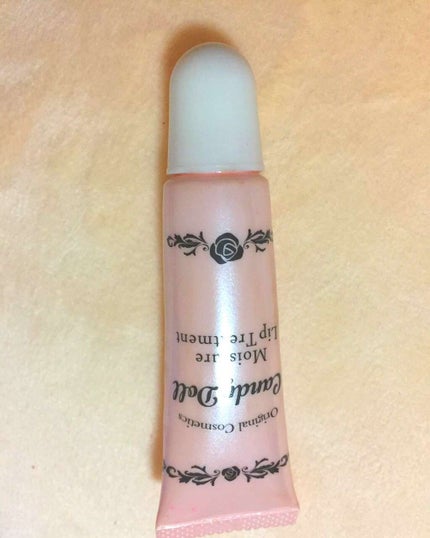 Original Cosmetics
Candy Doll
Moisture
Lip Treatment